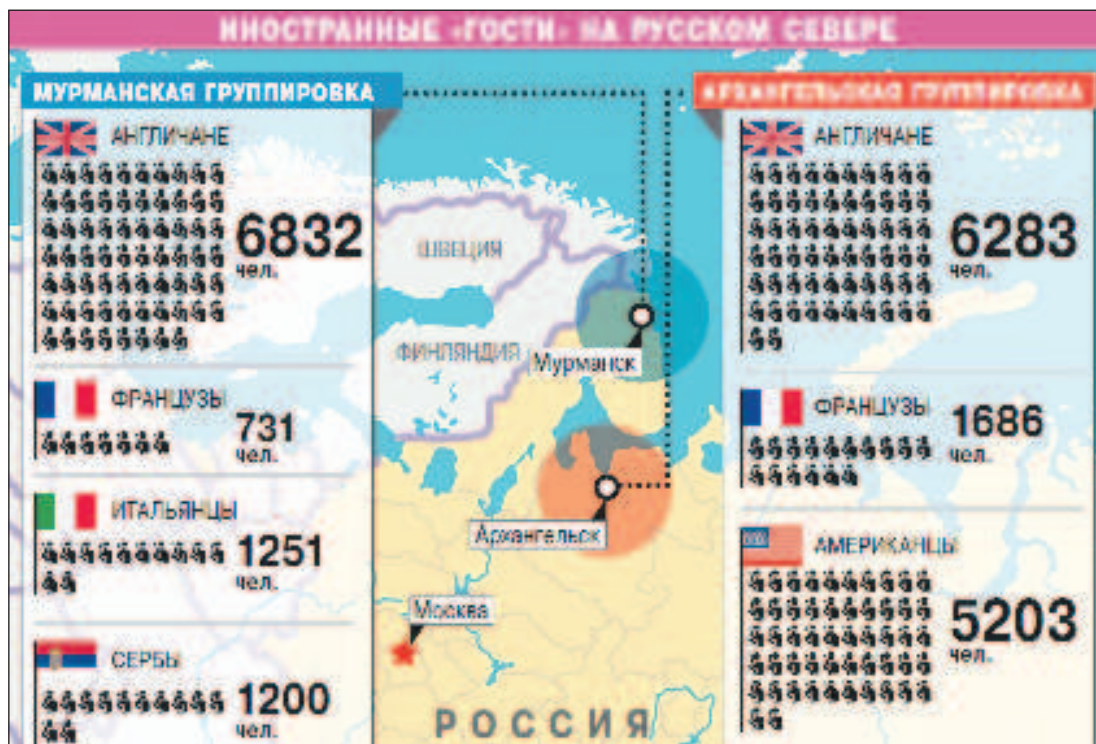 ИНОСТРАННЫЕ «ГОСТИ» НА РУССКОМ СЕВЕРЕ
МУРМАНСКАЯ ГРУППИРОВКА
АНГЛИЧАНЕ
6832
чел.
ФРАНЦУЗЫ
731
чел.
ИТАЛЬЯНЦЫ
1251
чел.
СЕРБЫ
1200
чел.
ШВЕЦИЯ
ФИНЛЯНДИЯ
Мурманск
Архангельск
Москва
РОССИЯ
АРХАНГЕЛЬСКАЯ ГРУППИРОВКА
АНГЛИЧАНЕ
6283
чел.
ФРАНЦУЗЫ
1686
чел.
АМЕРИКАНЦЫ
5203
чел.